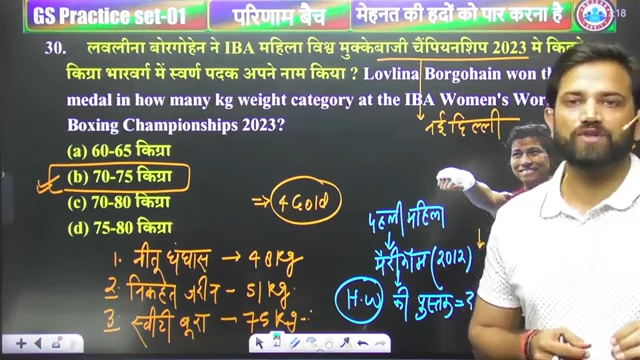 GS Practice set-01 परिणाम बैच मेहनत की हदों को पार करना है
:18
30. लवलीना बोरगोहेन ने IBA महिला विश्व मुक्केबाजी चैंपियनशिप 2023 मे
किग्रा भारवर्ग में स्वर्ण पदक अपने नाम किया ? Lovlina Borgohain won
medal in how many kg weight category at the IBA Women's
Boxing Championships 2023?
नई दिल्ली
(a) 60-65 किग्रा
(b) 70-75 किग्रा
(c) 70-80 किग्रा
(d) 75-80 किग्रा
⇒ 4 Gold
पहली महिला
1. नीतू घंघास → 48kg
मैरीकॉम (2012)
2. निकहत जरीन - 51kg
H.W की पुस्तक = ?
3. स्वीटी बूरा → 75kg